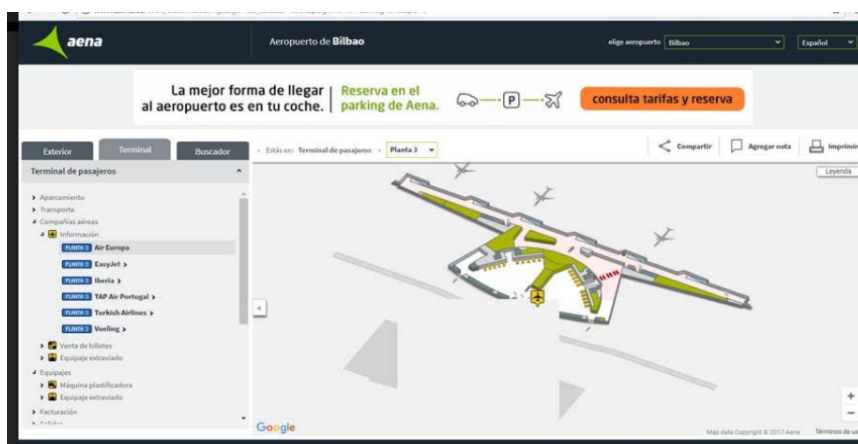 aena
Aeropuerto de Bilbao
elige aeropuerto Bilbao
Español
La mejor forma de llegar
al aeropuerto es en tu coche.
Reserva en el
parking de Aena.
P
consulta tarifas y reserva
Exterior
Terminal
Buscador
Estás en: Terminal de pasajeros
Planta 3
Compartir
Agregar nota
Imprimir
Terminal de pasajeros
Leyenda
Aparcamiento
Transporte
Compañías aéreas
Información
PLANTA 3 Air Europa
PLANTA 3 EasyJet >
PLANTA 3 Iberia >
PLANTA 3 TAP Air Portugal >
PLANTA 3 Turkish Airlines >
PLANTA 3 Vueling >
Venta de billetes
Equipaje extraviado
Equipajes
Máquina plastificadora
Equipaje extraviado
Facturación
Google
Map data Copyright © 2017 Aena
Términos de